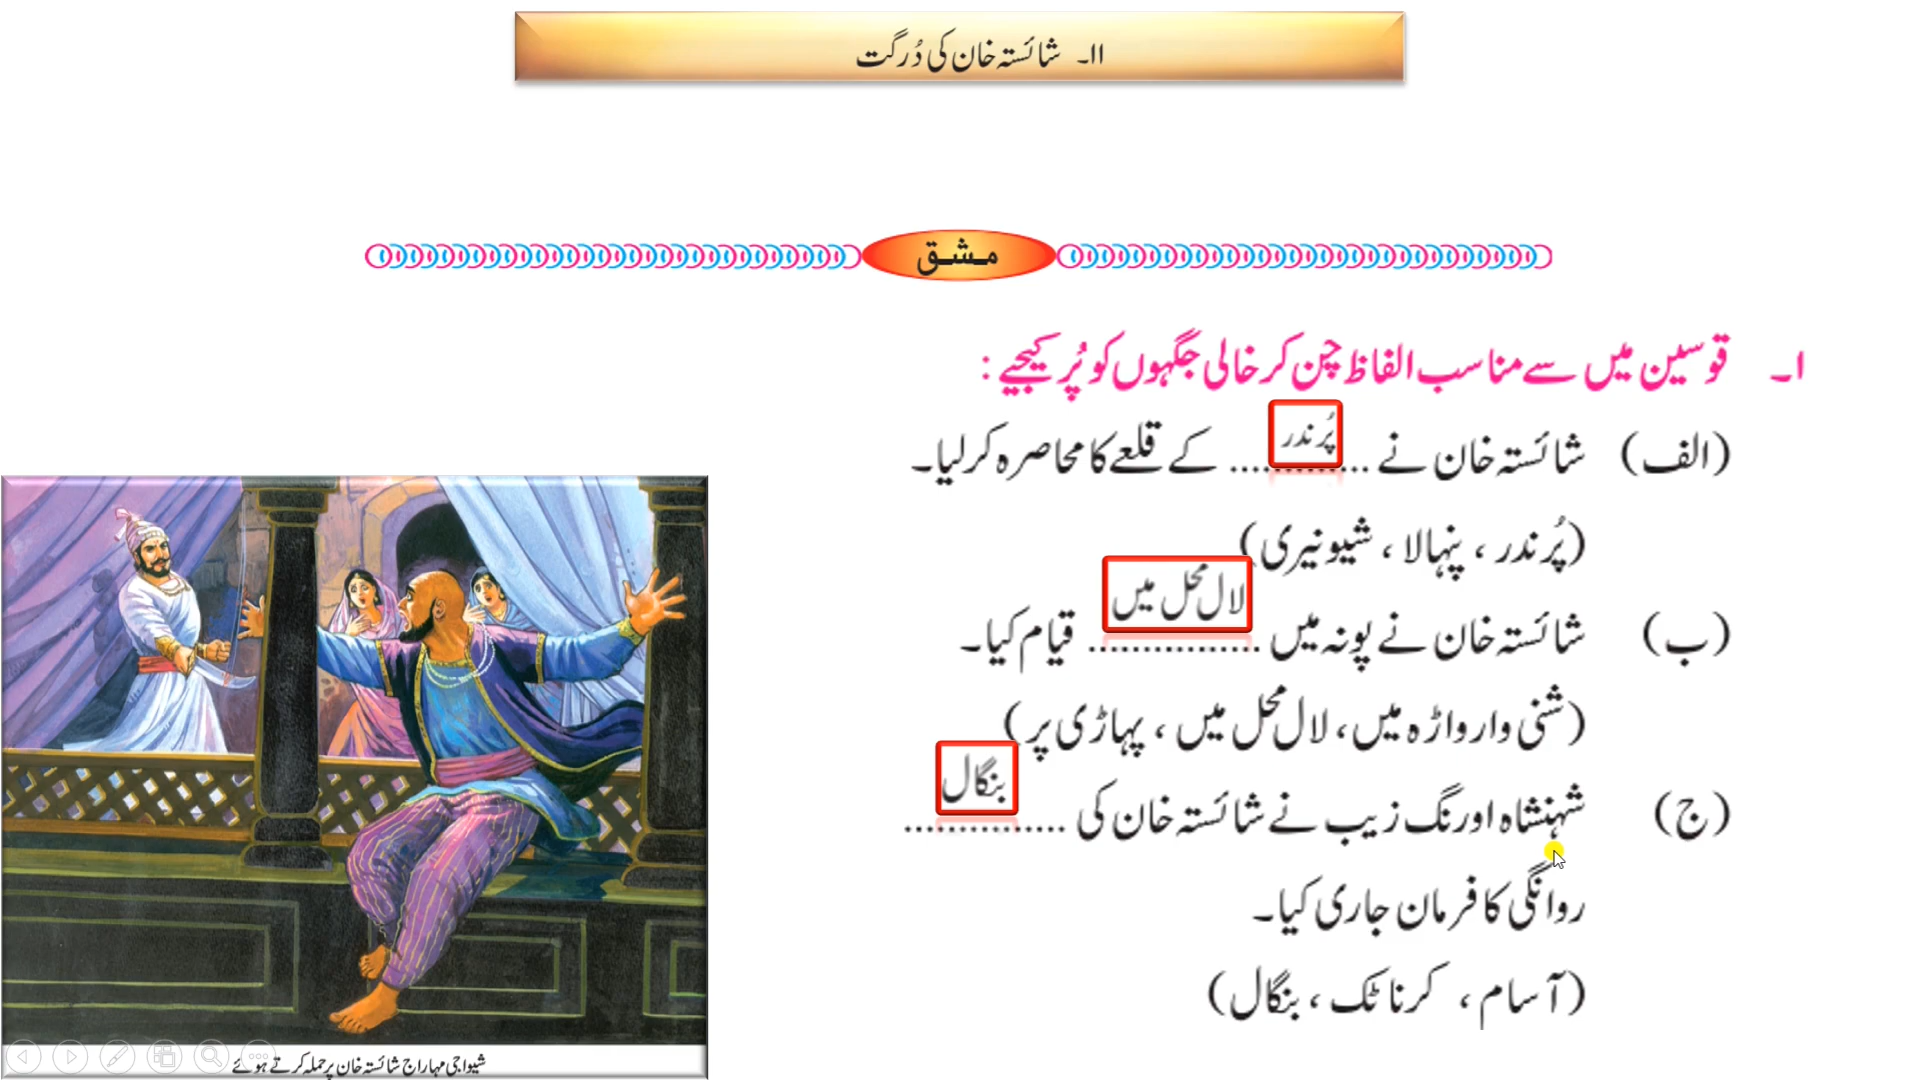 ۱۱۔ شائستہ خان کی دُرگت
مشق
۱۔ قوسین میں سے مناسب الفاظ چن کر خالی جگہوں کو پُر کیجیے :
(الف) شائستہ خان نے ............ کے قلعے کا محاصرہ کرلیا۔
پُرندر
(پُرندر ، پنہالا ، شیونیری)
لال محل میں
(ب) شائستہ خان نے پونہ میں ................ قیام کیا۔
(شنی وار واڑہ میں، لال محل میں ، پہاڑی پر)
بنگال
(ج) شہنشاہ اورنگ زیب نے شائستہ خان کی ................
روانگی کا فرمان جاری کیا۔
(آسام ، کرناٹک ، بنگال)
شیواجی مہاراج شائستہ خان پر حملہ کرتے ہوئے